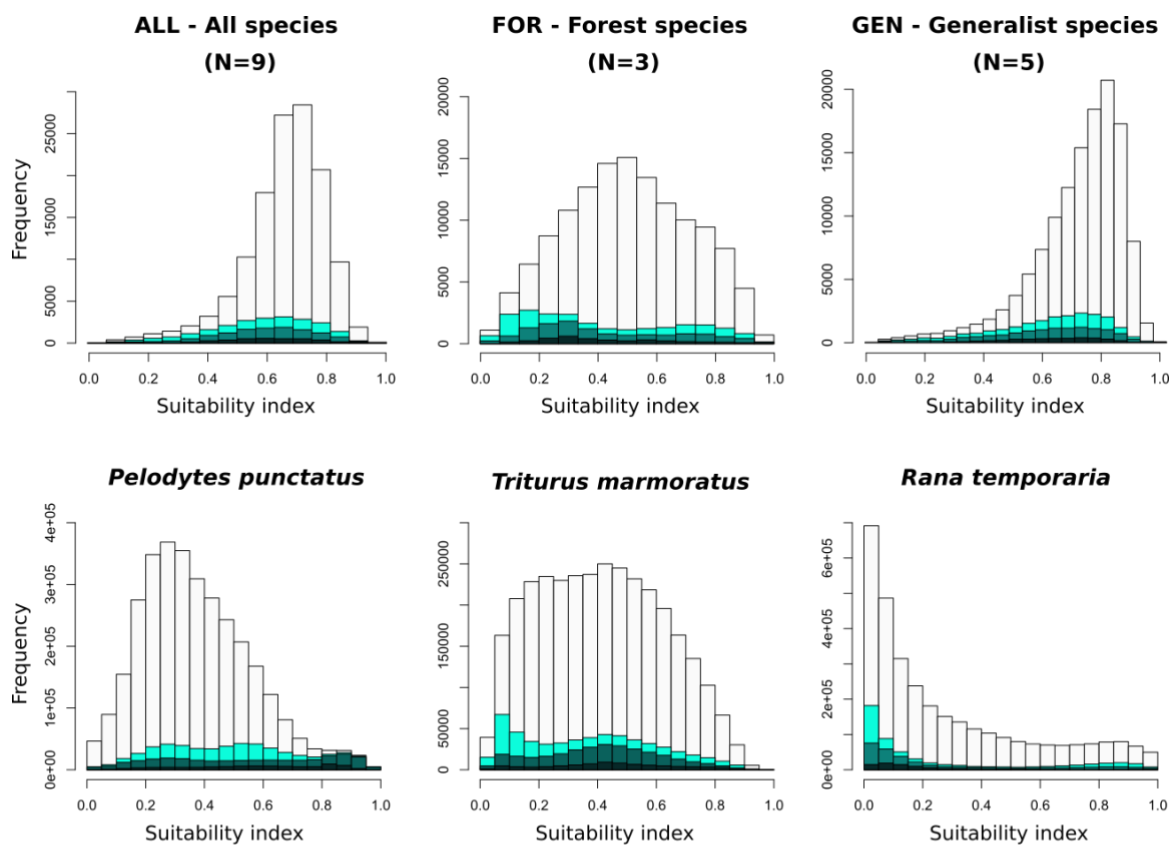 ALL - All species
(N=9)
FOR - Forest species
(N=3)
GEN - Generalist species
(N=5)
Frequency
0 5000 15000 25000
0.0 0.2 0.4 0.6 0.8 1.0
Suitability index
0 5000 10000 15000 20000
0.0 0.2 0.4 0.6 0.8 1.0
Suitability index
0 5000 10000 15000 20000
0.0 0.2 0.4 0.6 0.8 1.0
Suitability index
Pelodytes punctatus
Triturus marmoratus
Rana temporaria
Frequency
0e+00 1e+05 2e+05 3e+05 4e+05
0.0 0.2 0.4 0.6 0.8 1.0
Suitability index
0 50000 150000 250000
0.0 0.2 0.4 0.6 0.8 1.0
Suitability index
0e+00 2e+05 4e+05 6e+05
0.0 0.2 0.4 0.6 0.8 1.0
Suitability index